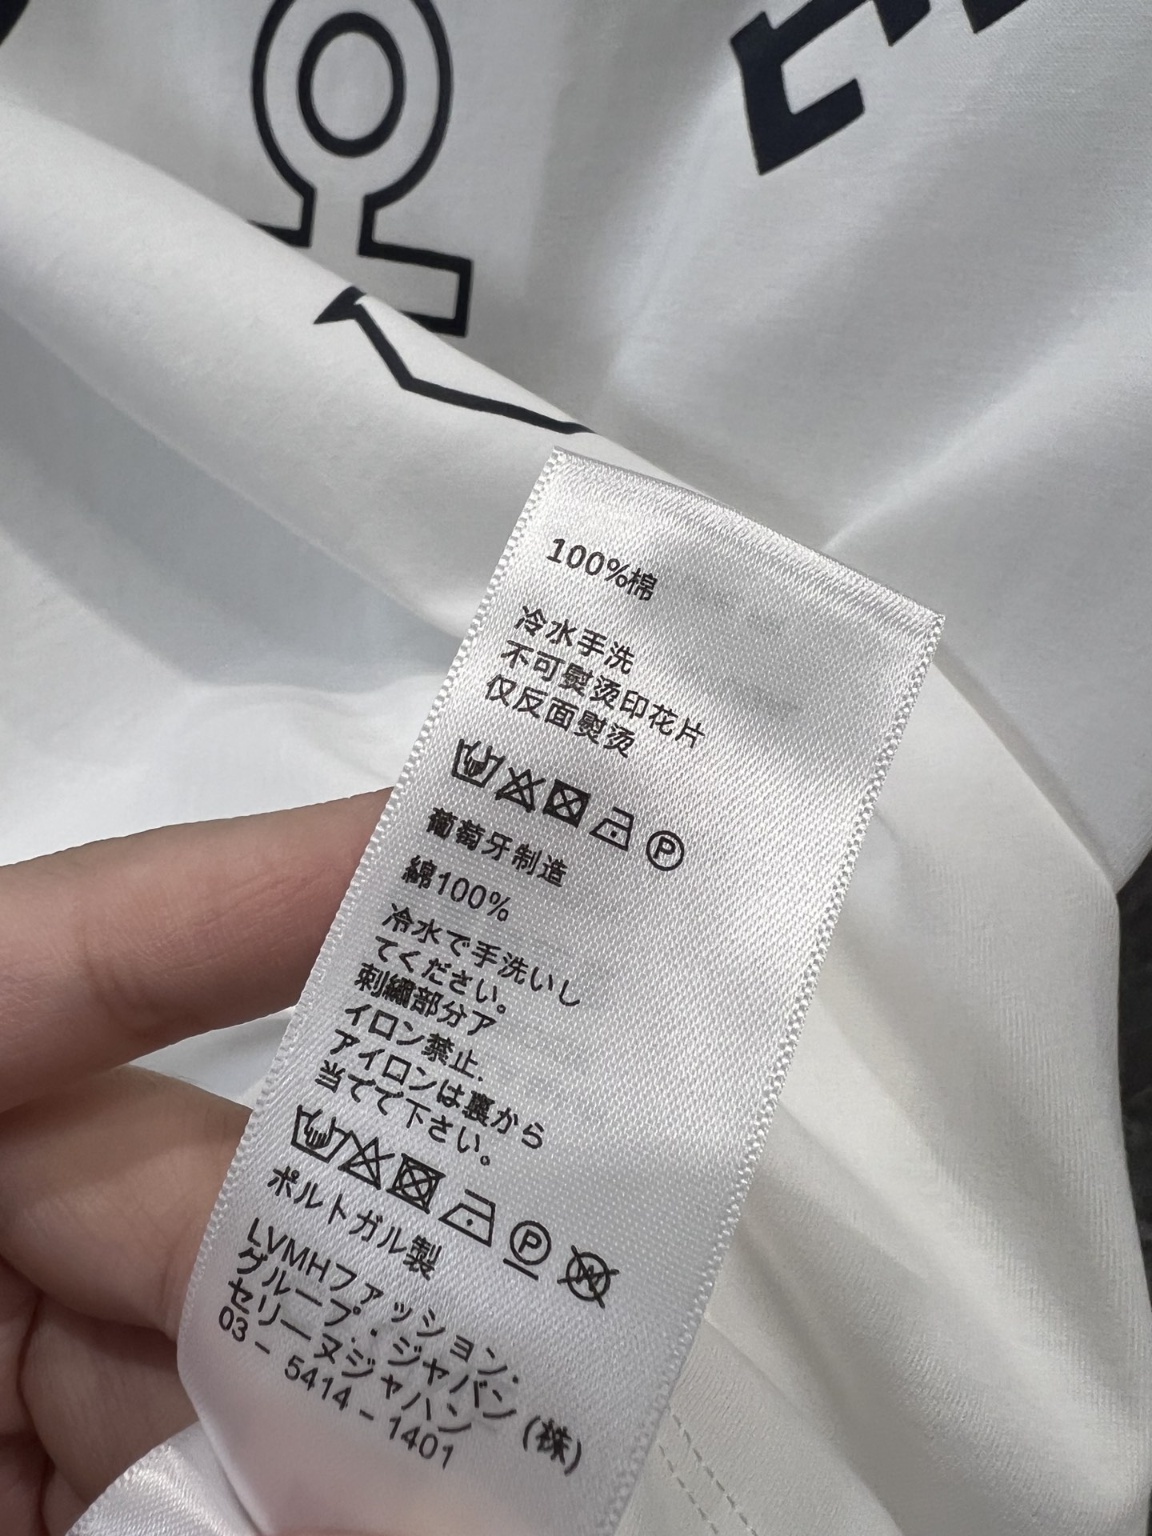 100%棉
冷水手洗
不可熨烫印花片
仅反面熨烫
P
葡萄牙制造
綿100%
冷水で手洗いし
てください。
刺繡部分ア
イロン禁止.
アイロンは裏から
当てて下さい。
P
W
ポルトガル製
LVMHファッション.
グループ・ジャパン
セリーヌジャハン (株)
03 - 5414 - 1401